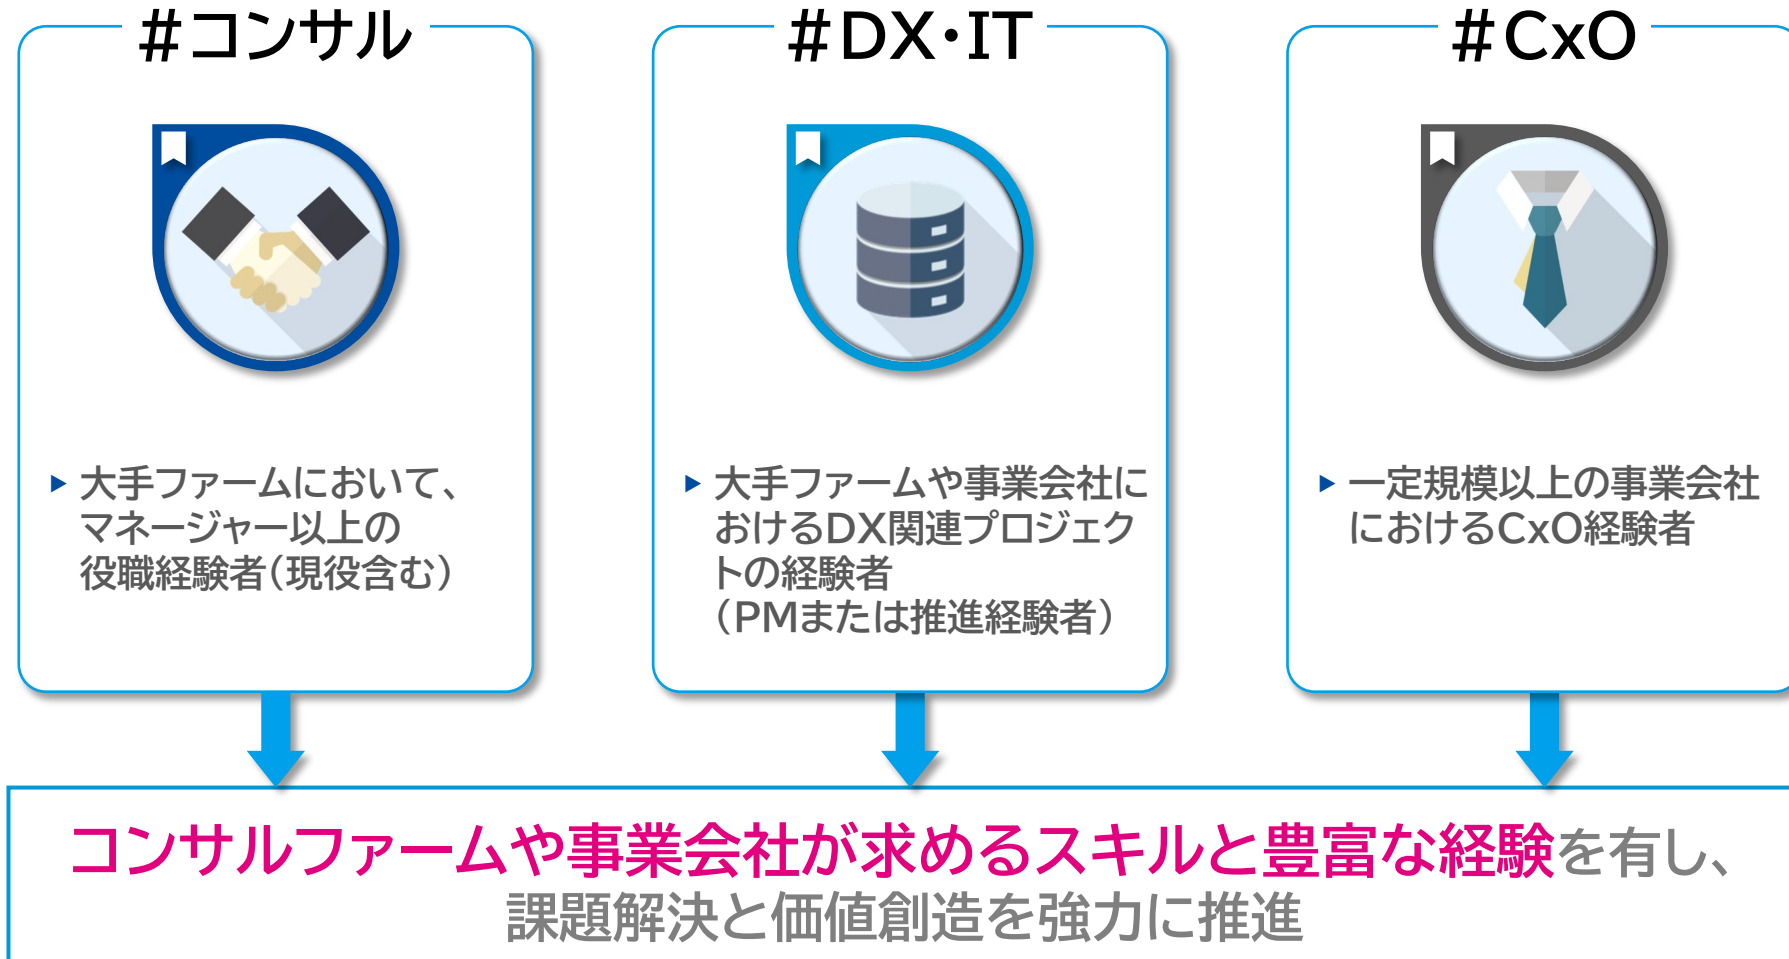 #コンサル
大手ファームにおいて、
マネージャー以上の
役職経験者(現役含む)
#DX・IT
大手ファームや事業会社に
おけるDX関連プロジェク
トの経験者
(PMまたは推進経験者)
#CxO
一定規模以上の事業会社
におけるCxO経験者
コンサルファームや事業会社が求めるスキルと豊富な経験を有し、
課題解決と価値創造を強力に推進